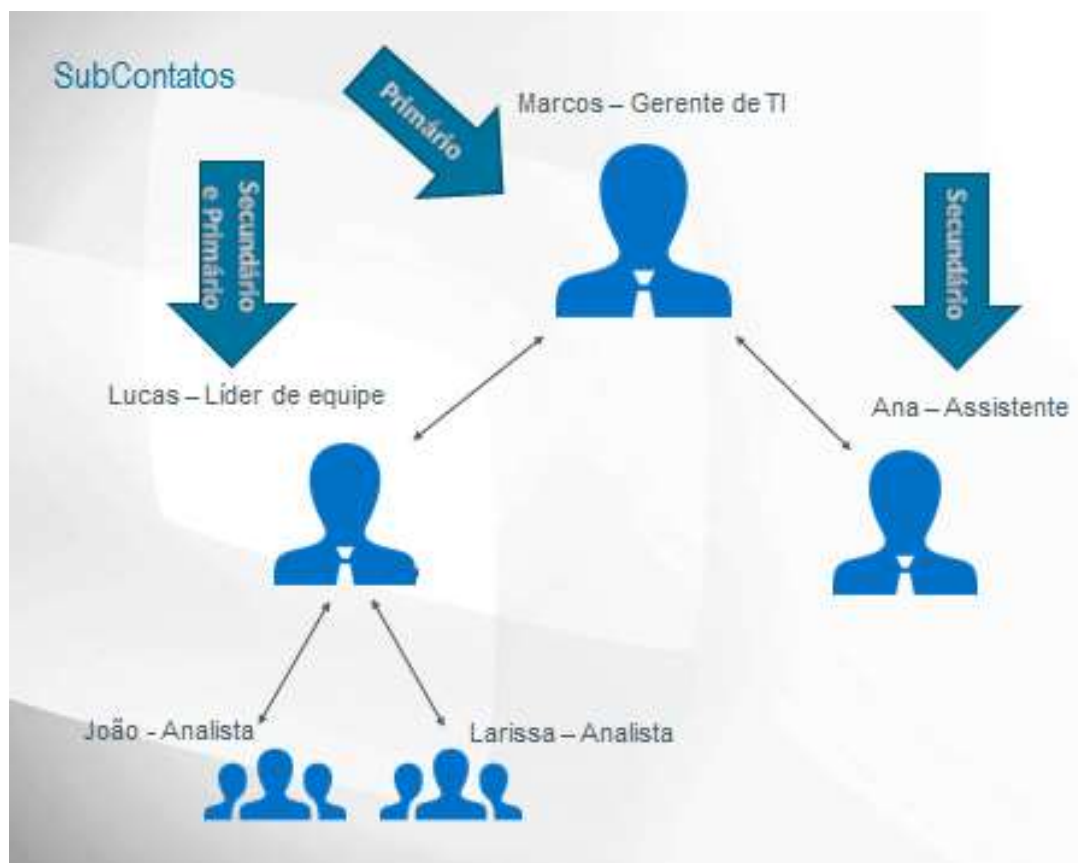 SubContatos
Primário
Marcos – Gerente de TI
Secundário
e Primário
Secundário
Lucas – Líder de equipe
Ana – Assistente
João - Analista
Larissa – Analista